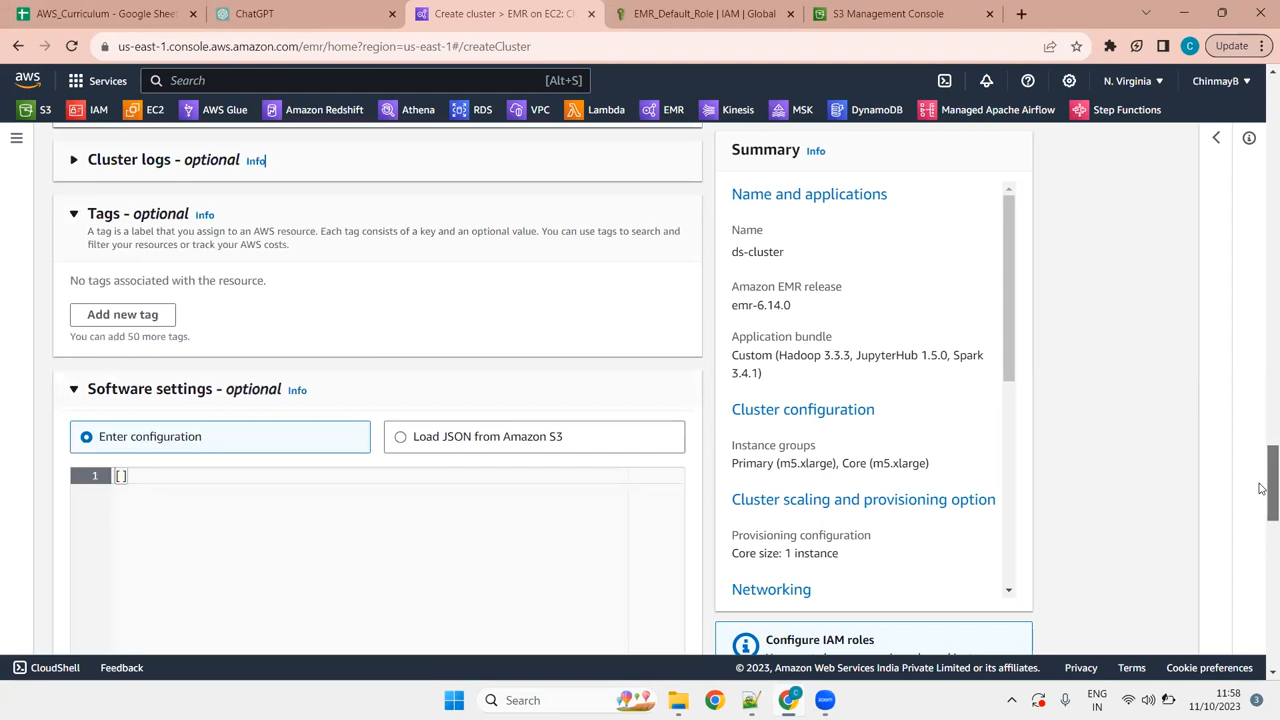 AWS_Curriculum - Google Sheet
ChatGPT
Create cluster > EMR on EC2: Cl
EMR_Default_Role | IAM | Global
S3 Management Console
us-east-1.console.aws.amazon.com/emr/home?region=us-east-1#/createCluster
C
Update
aws
Services
Search
[Alt+S]
N. Virginia
ChinmayB
S3
IAM
EC2
AWS Glue
Amazon Redshift
Athena
RDS
VPC
Lambda
EMR
Kinesis
MSK
DynamoDB
Managed Apache Airflow
Step Functions
Cluster logs - optional Info
Tags - optional Info
A tag is a label that you assign to an AWS resource. Each tag consists of a key and an optional value. You can use tags to search and
filter your resources or track your AWS costs.
No tags associated with the resource.
Add new tag
You can add 50 more tags.
Software settings - optional Info
Enter configuration
Load JSON from Amazon S3
1 []
Summary Info
Name and applications
Name
ds-cluster
Amazon EMR release
emr-6.14.0
Application bundle
Custom (Hadoop 3.3.3, JupyterHub 1.5.0, Spark
3.4.1)
Cluster configuration
Instance groups
Primary (m5.xlarge), Core (m5.xlarge)
Cluster scaling and provisioning option
Provisioning configuration
Core size: 1 instance
Networking
Configure IAM roles
CloudShell
Feedback
© 2023, Amazon Web Services India Private Limited or its affiliates.
Privacy
Terms
Cookie preferences
Search
C
zoom
ENG
IN
11:58
11/10/2023
3